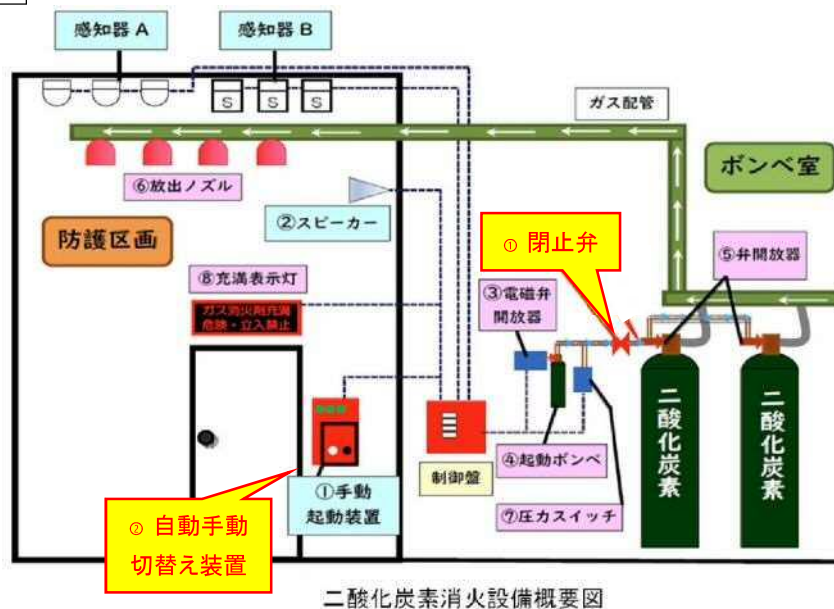 感知器 A
感知器 B
S
S
S
ガス配管
ボンベ室
⑥放出ノズル
②スピーカー
防護区画
① 閉止弁
⑤弁開放器
⑧充満表示灯
ガス消火剤充満
危険・立入禁止
③電磁弁
開放器
二酸化炭素
二酸化炭素
④起動ボンベ
制御盤
①手動
起動装置
⑦圧力スイッチ
② 自動手動
切替え装置
二酸化炭素消火設備概要図